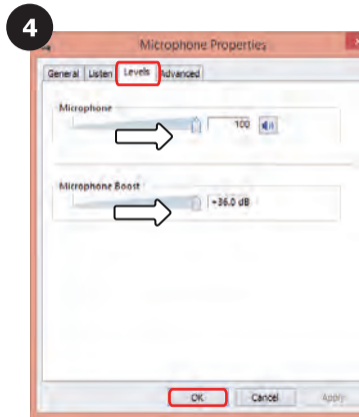 4
Microphone Properties
General Listen Levels Advanced
Microphone
100
Microphone Boost
+36.0 dB
OK Cancel Apply